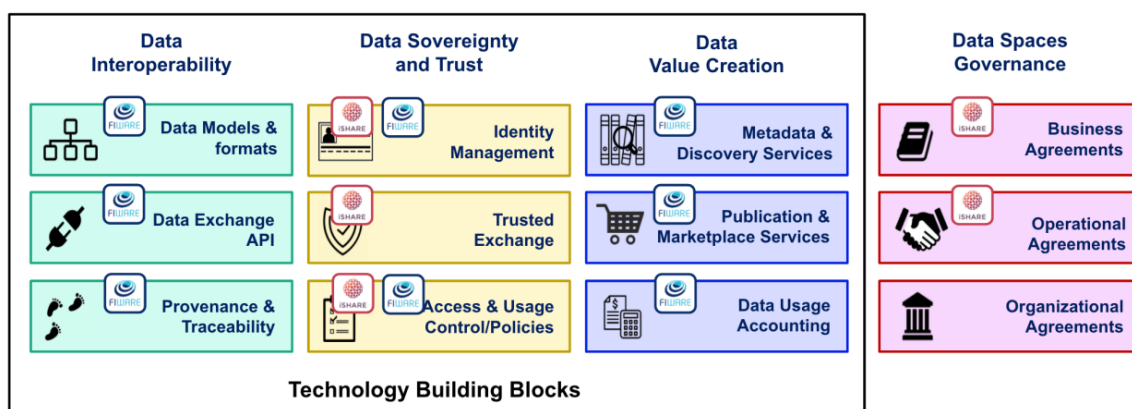 Data
Interoperability
Data Sovereignty
and Trust
Data
Value Creation
Data Spaces
Governance
FIWARE
Data Models &
formats
iSHARE
FIWARE
Identity
Management
FIWARE
Metadata &
Discovery Services
iSHARE
Business
Agreements
FIWARE
Data Exchange
API
iSHARE
Trusted
Exchange
FIWARE
Publication &
Marketplace Services
iSHARE
Operational
Agreements
FIWARE
Provenance &
Traceability
iSHARE
FIWARE
Access & Usage
Control/Policies
FIWARE
$
Data Usage
Accounting
Organizational
Agreements
Technology Building Blocks